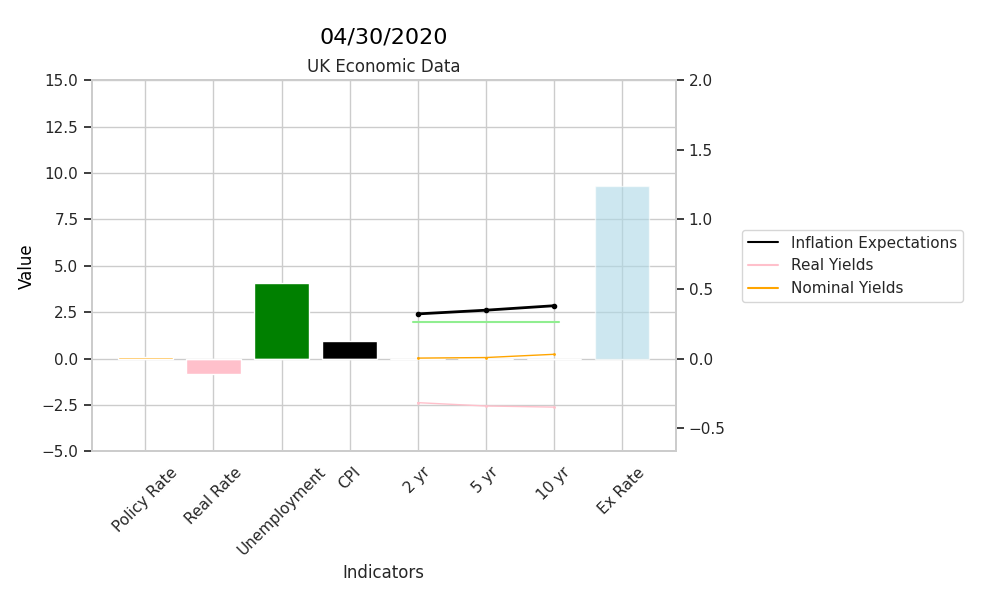 04/30/2020
UK Economic Data
15.0
12.5
10.0
7.5
5.0
2.5
0.0
−2.5
−5.0
Value
2.0
1.5
1.0
0.5
0.0
−0.5
Inflation Expectations
Real Yields
Nominal Yields
Policy Rate
Real Rate
Unemployment
CPI
2 yr
5 yr
10 yr
Ex Rate
Indicators